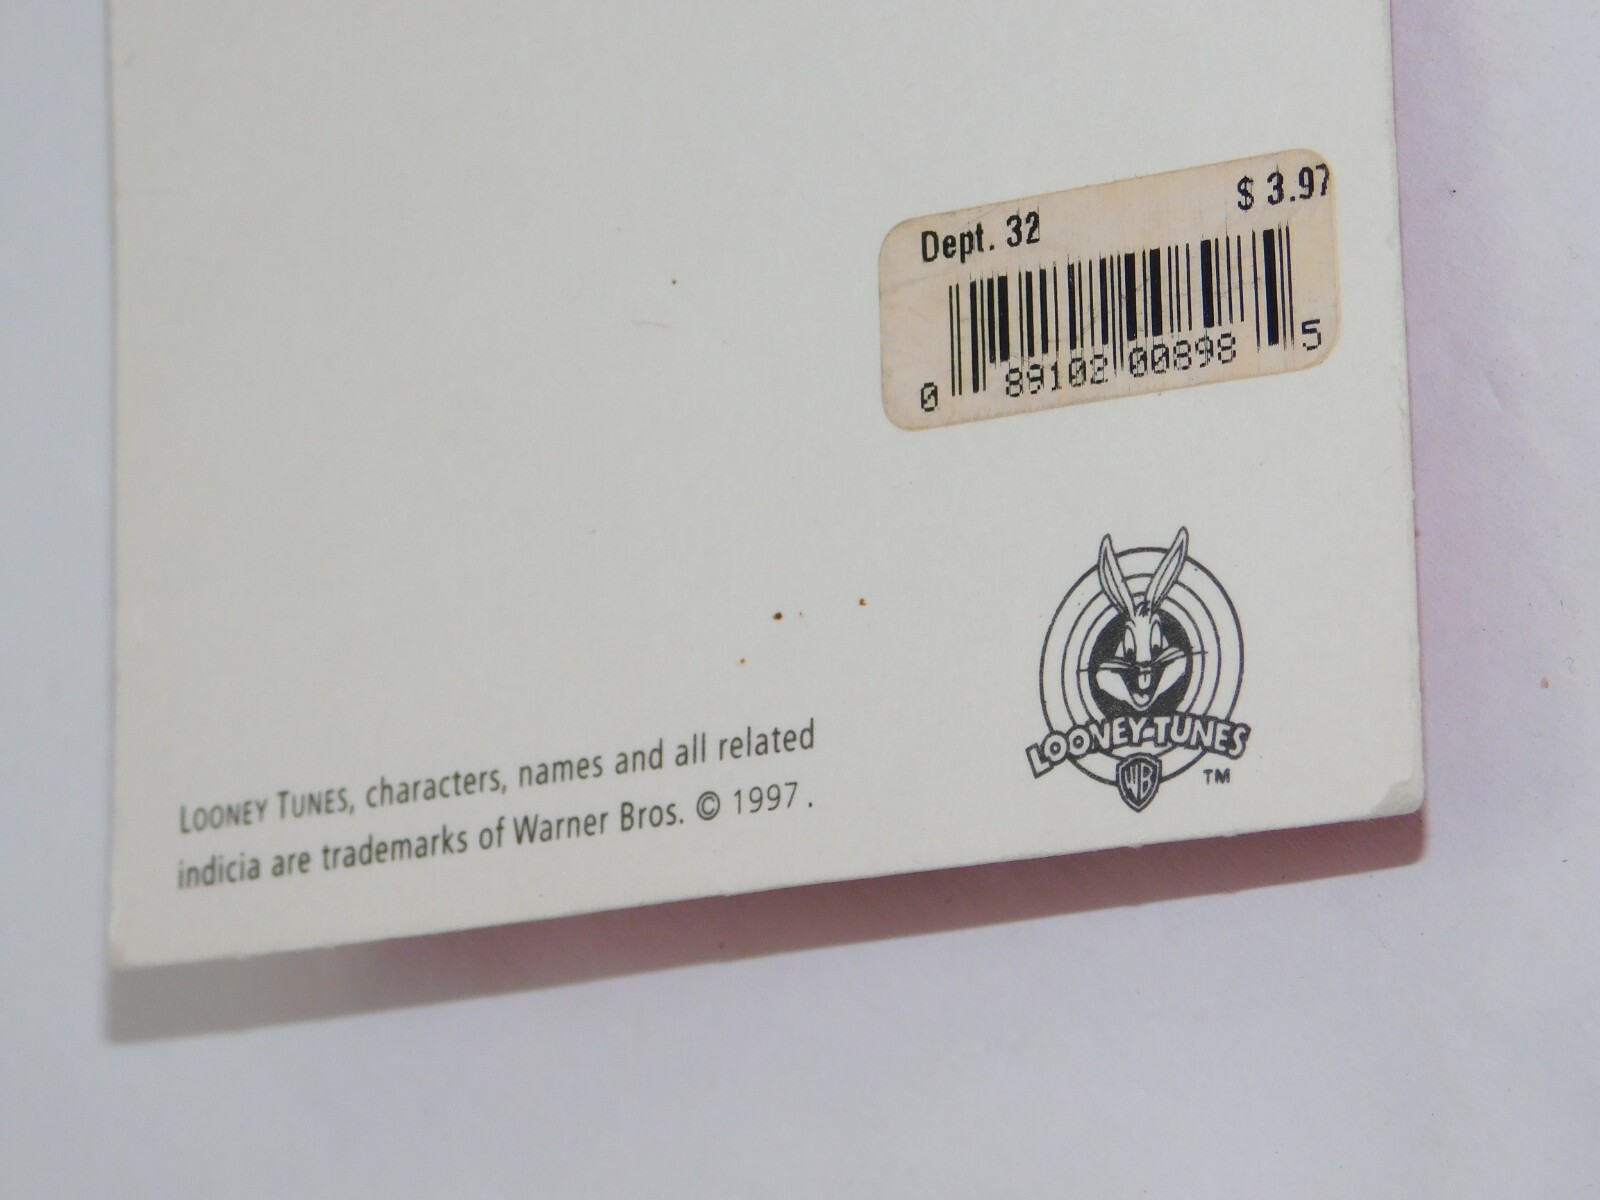 Dept. 32 $ 3.97
0 89102 00898 5
LOONEY TUNES
WB
TM
LOONEY TUNES, characters, names and all related
indicia are trademarks of Warner Bros. © 1997.